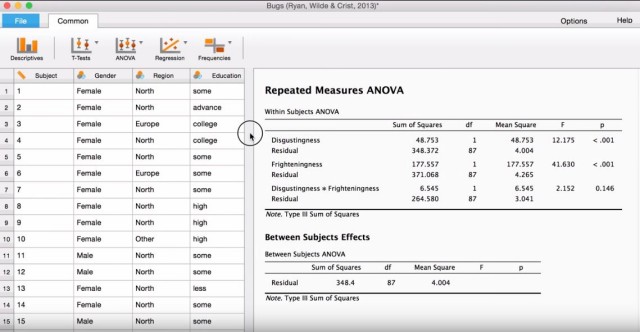 Bugs (Ryan, Wilde & Crist, 2013)*
File Common Options Help
Descriptives T-Tests ANOVA Regression Frequencies
Subject Gender Region Education
1 1 Female North some
2 2 Female North advance
3 3 Female Europe college
4 4 Female North college
5 5 Female North some
6 6 Female Europe some
7 7 Female North some
8 8 Female North high
9 9 Female North high
10 10 Female Other high
11 11 Male North some
12 12 Male North some
13 13 Female North less
14 14 Female North some
15 15 Male North some
Repeated Measures ANOVA
Within Subjects ANOVA
Sum of Squares df Mean Square F p
Disgustingness 48.753 1 48.753 12.175 < .001
Residual 348.372 87 4.004
Frighteningness 177.557 1 177.557 41.630 < .001
Residual 371.068 87 4.265
Disgustingness * Frighteningness 6.545 1 6.545 2.152 0.146
Residual 264.580 87 3.041
Note. Type III Sum of Squares
Between Subjects Effects
Between Subjects ANOVA
Sum of Squares df Mean Square F p
Residual 348.4 87 4.004
Note. Type III Sum of Squares